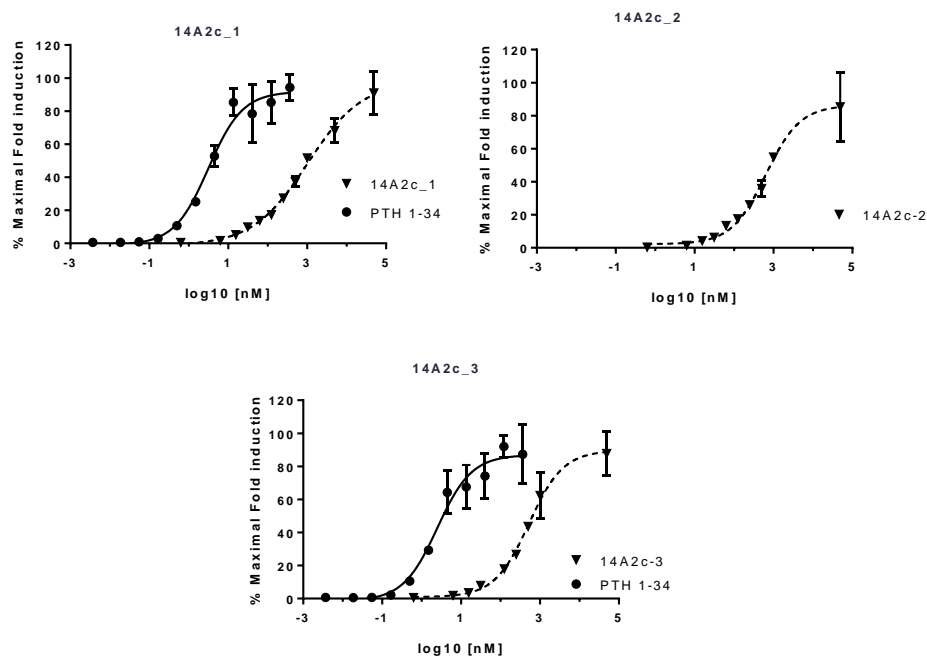 14A2c_1
% Maximal Fold induction
120
100
80
60
40
20
0
-3
-1
1
3
5
log10 [nM]
14A2c_1
PTH 1-34
14A2c_2
% Maximal Fold induction
120
100
80
60
40
20
0
-3
-1
1
3
5
log10 [nM]
14A2c-2
14A2c_3
% Maximal Fold induction
120
100
80
60
40
20
0
-3
-1
1
3
5
log10 [nM]
14A2c-3
PTH 1-34